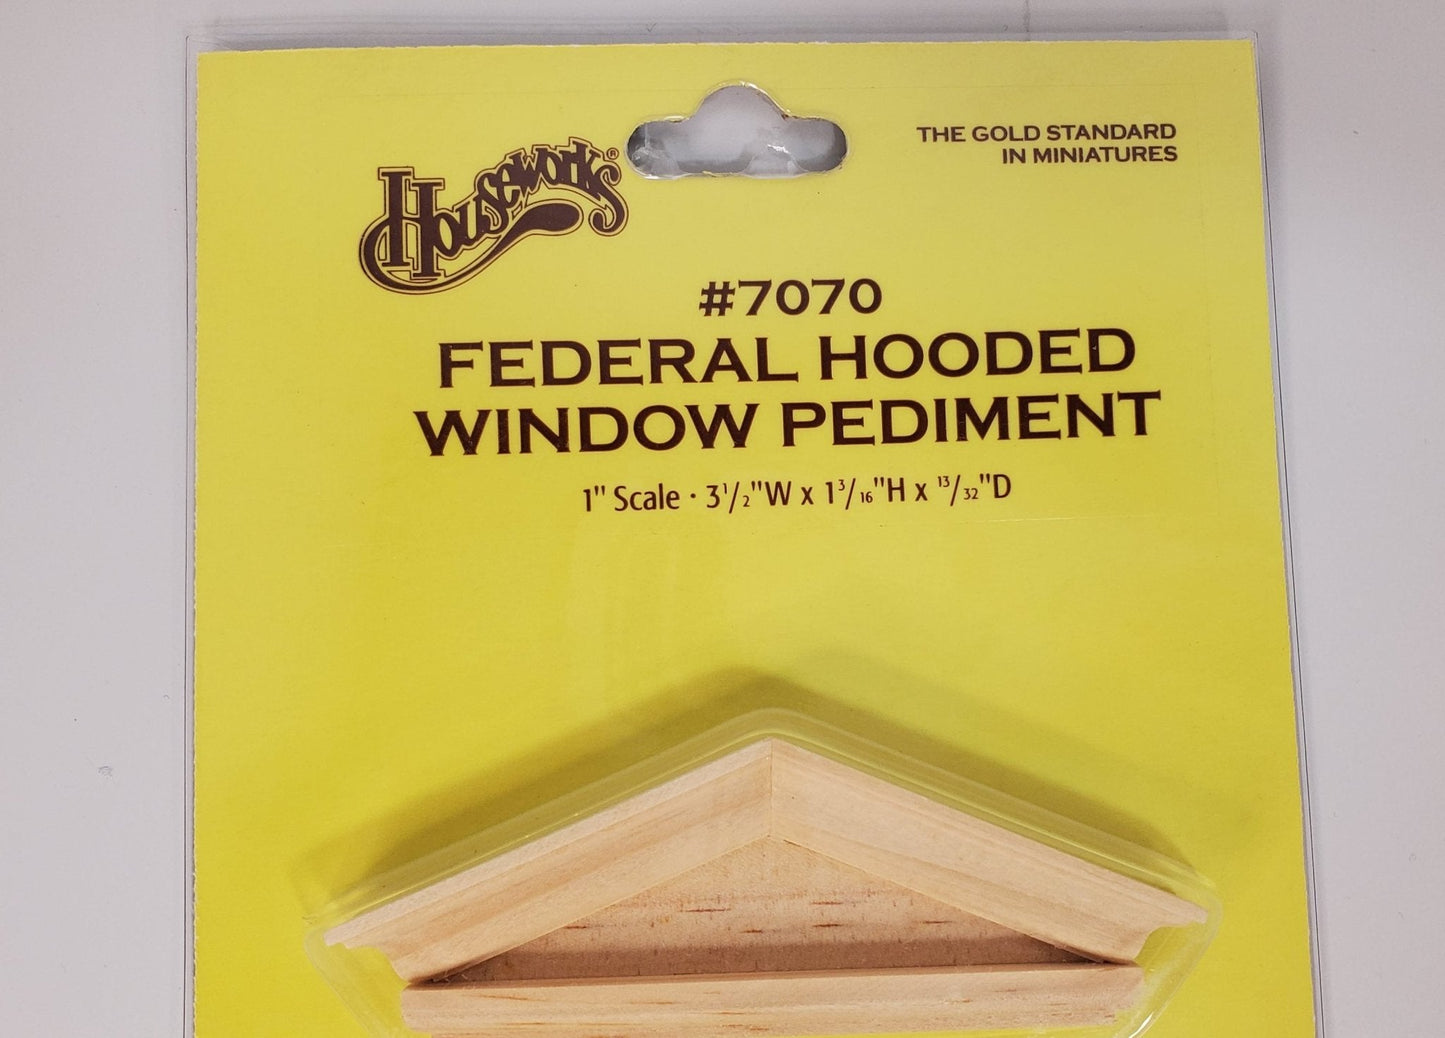 Houseworks®
THE GOLD STANDARD
IN MINIATURES
#7070
FEDERAL HOODED
WINDOW PEDIMENT
1" Scale · 3 1/2"W x 1 3/16"H x 13/32"D